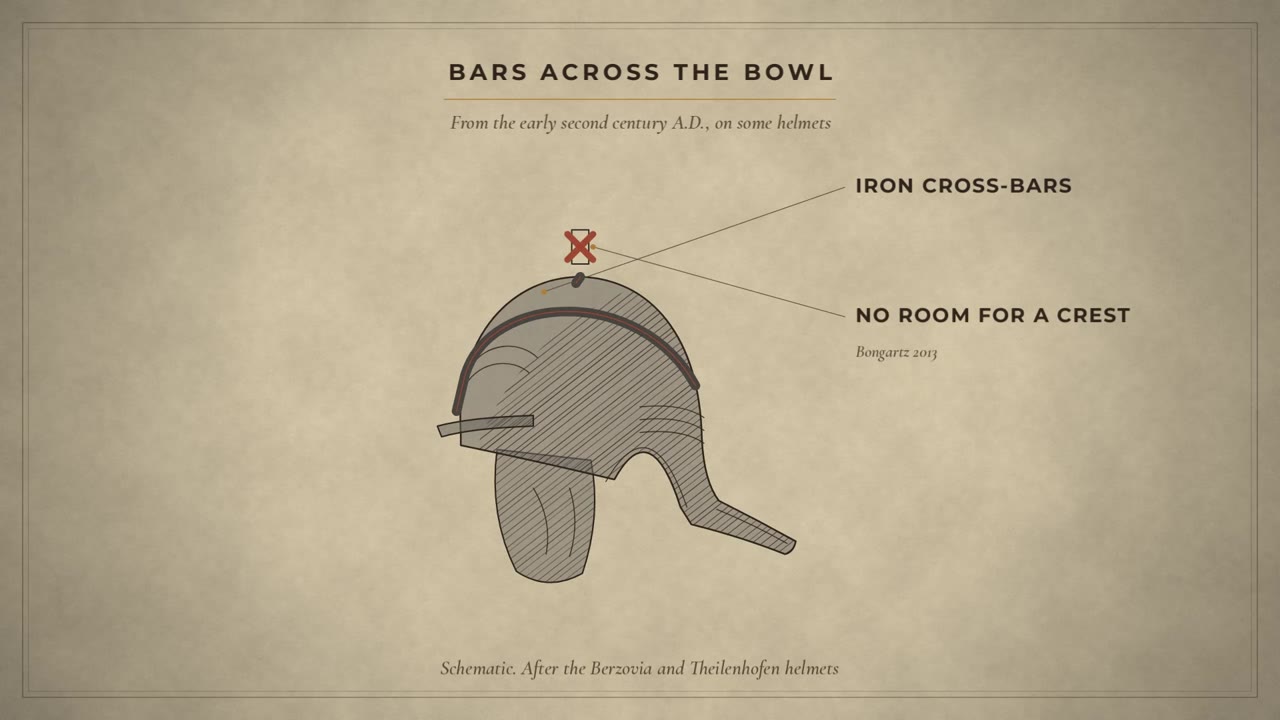 BARS ACROSS THE BOWL
From the early second century A.D., on some helmets
IRON CROSS-BARS
NO ROOM FOR A CREST
Bongartz 2013
Schematic. After the Berzovia and Theilenhofen helmets